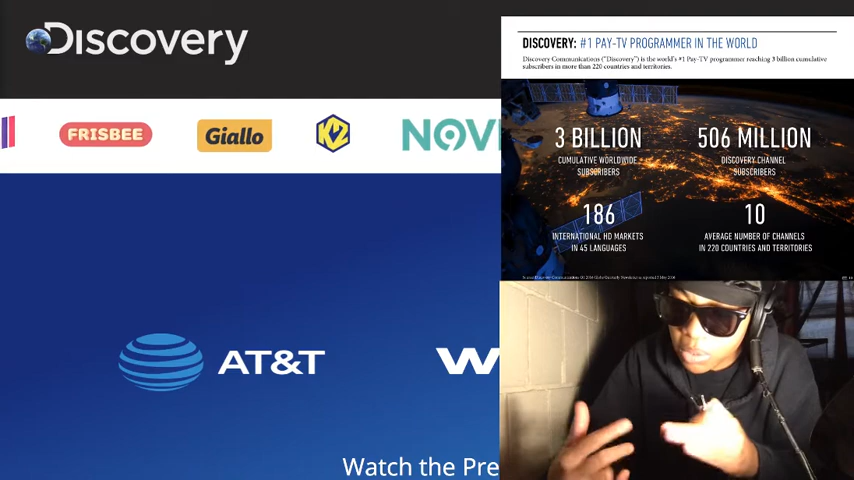 Discovery
FRISBEE
Giallo
K2
NOV
AT&T
W
Watch the Pre
DISCOVERY: #1 PAY-TV PROGRAMMER IN THE WORLD
Discovery Communications ("Discovery") is the world's #1 Pay-TV programmer reaching 3 billion cumulative
subscribers in more than 220 countries and territories.
3 BILLION
CUMULATIVE WORLDWIDE
SUBSCRIBERS
506 MILLION
DISCOVERY CHANNEL
SUBSCRIBERS
186
INTERNATIONAL HD MARKETS
IN 45 LANGUAGES
10
AVERAGE NUMBER OF CHANNELS
IN 220 COUNTRIES AND TERRITORIES